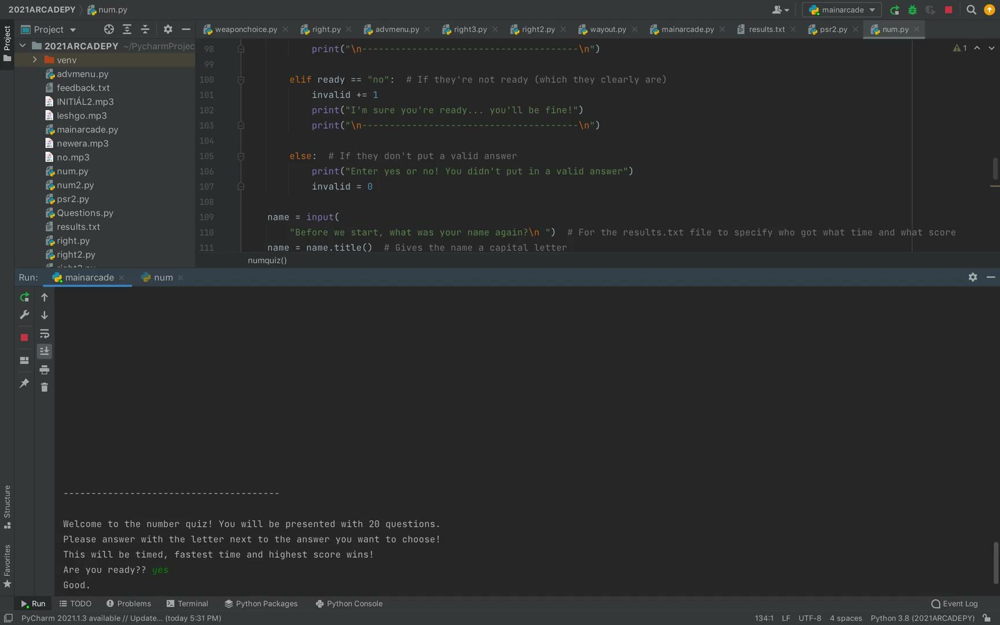 2021ARCADEPY num.py mainarcade
Project
Project
2021ARCADEPY ~/PycharmProjec
venv
advmenu.py
feedback.txt
INITIÁL2.mp3
leshgo.mp3
mainarcade.py
newera.mp3
no.mp3
num.py
num2.py
psr2.py
Questions.py
results.txt
right.py
right2.py
weaponchoice.py right.py advmenu.py right3.py right2.py wayout.py mainarcade.py results.txt psr2.py num.py
1
98 print("\n---------------------------------------\n")
99
100 elif ready == "no":  # If they're not ready (which they clearly are)
101 invalid += 1
102 print("I'm sure you're ready... you'll be fine!")
103 print("\n---------------------------------------\n")
104
105 else:  # If they don't put a valid answer
106 print("Enter yes or no! You didn't put in a valid answer")
107 invalid = 0
108
109 name = input(
110 "Before we start, what was your name again?\n ")  # For the results.txt file to specify who got what time and what score
111 name = name.title()  # Gives the name a capital letter
numquiz()
Run: mainarcade num
---------------------------------------
Welcome to the number quiz! You will be presented with 20 questions.
Please answer with the letter next to the answer you want to choose!
This will be timed, fastest time and highest score wins!
Are you ready?? yes
Good.
Structure
Favorites
Run TODO Problems Terminal Python Packages Python Console Event Log
PyCharm 2021.1.3 available // Update... (today 5:31 PM) 134:1 LF UTF-8 4 spaces Python 3.8 (2021ARCADEPY)